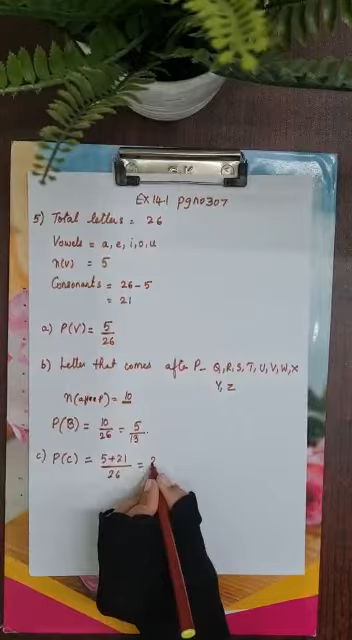 Ex 14.1 pg no 307
5) Total letters = 26
Vowels = a, e, i, o, u
n(v) = 5
Consonants = 26 - 5
= 21
a) P(V) = 5/26
b) Letter that comes after P - Q, R, S, T, U, V, W, X
Y, Z
n(after P) = 10
P(B) = 10/26 = 5/13.
c) P(C) = 5+21/26 = 2